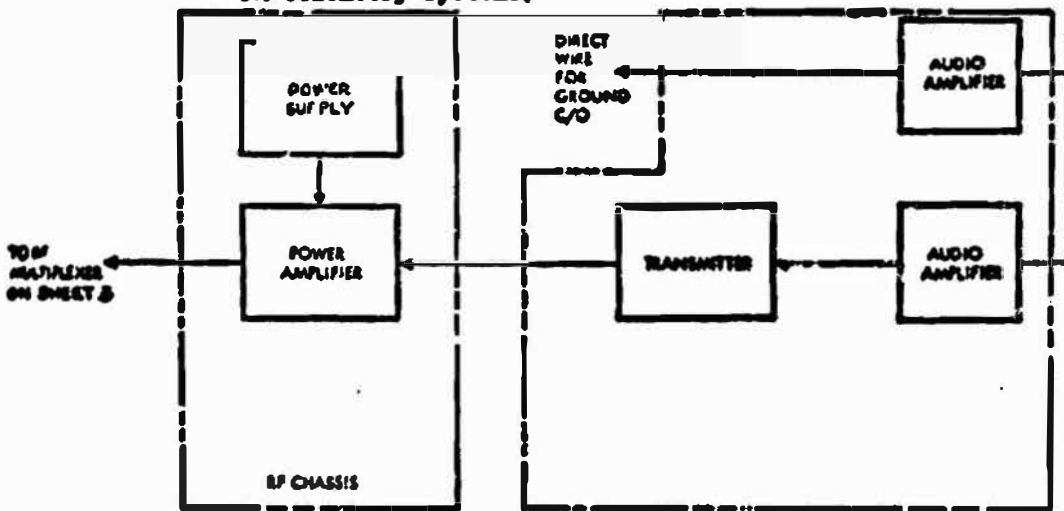 POWER
SUPPLY
DIRECT
WIRE
FOR
GROUND
C/O
AUDIO
AMPLIFIER
TO RF
MULTIPLEXER
ON SHEET 3
POWER
AMPLIFIER
TRANSMITTER
AUDIO
AMPLIFIER
RF CHASSIS